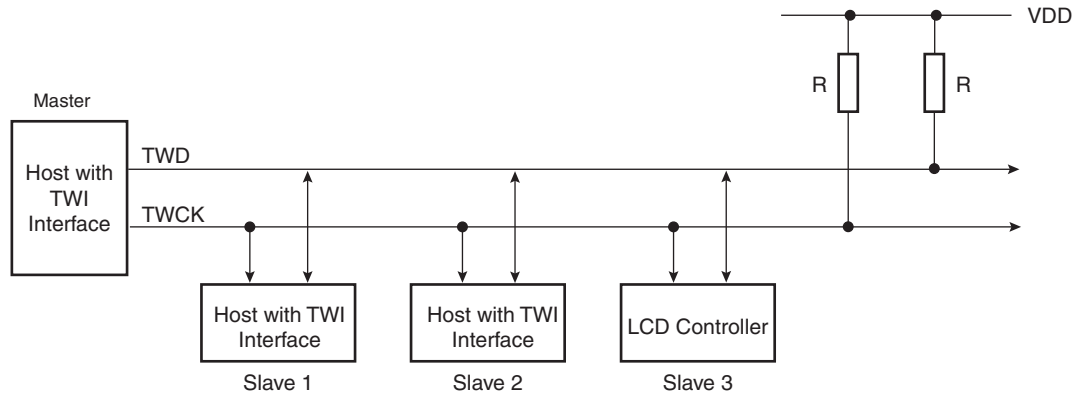 VDD
R
R
Master
Host with
TWI
Interface
TWD
TWCK
Host with TWI
Interface
Slave 1
Host with TWI
Interface
Slave 2
LCD Controller
Slave 3